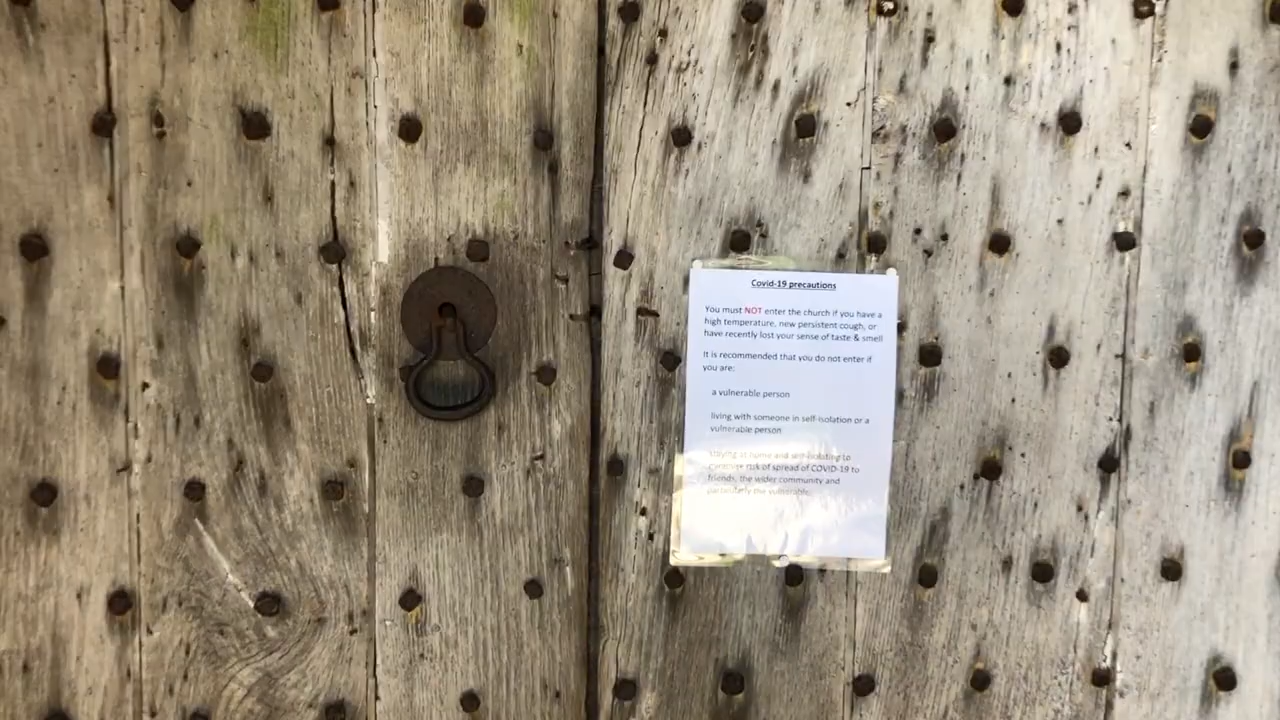 Covid-19 precautions
You must NOT enter the church if you have a
high temperature, new persistent cough, or
have recently lost your sense of taste & smell
It is recommended that you do not enter if
you are:
a vulnerable person
living with someone in self-isolation or a
vulnerable person
staying at home and self-isolating to
risk of spread of COVID-19 to
friends, the wider community and
particularly the vulnerable.